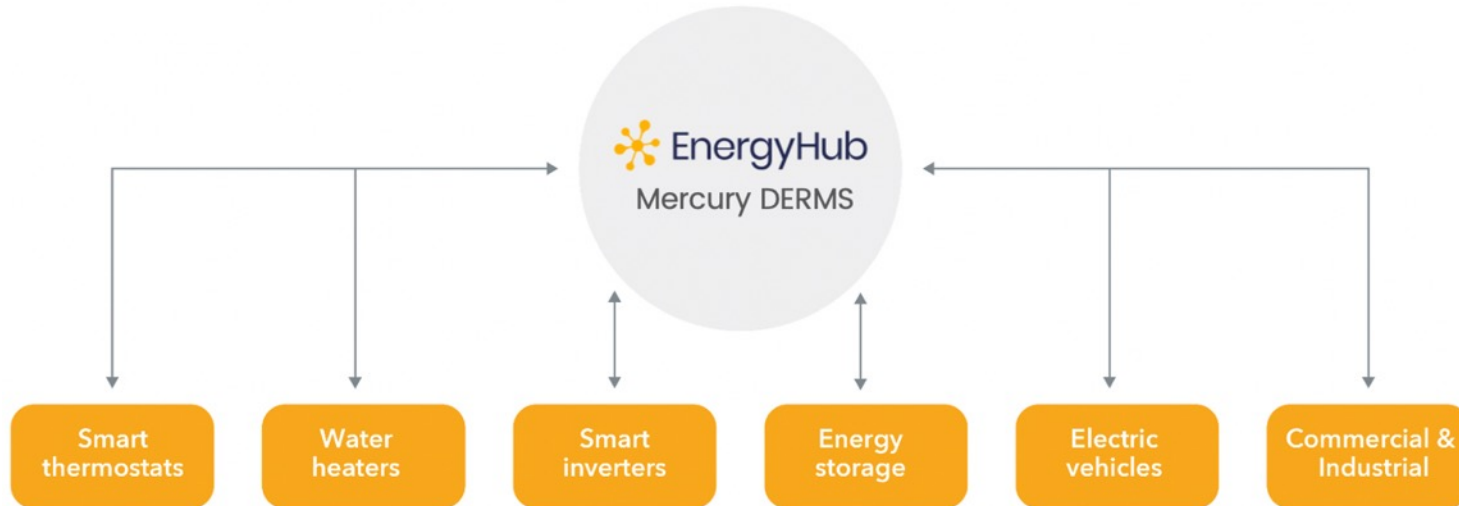 EnergyHub
Mercury DERMS
Smart
thermostats
Water
heaters
Smart
inverters
Energy
storage
Electric
vehicles
Commercial &
Industrial